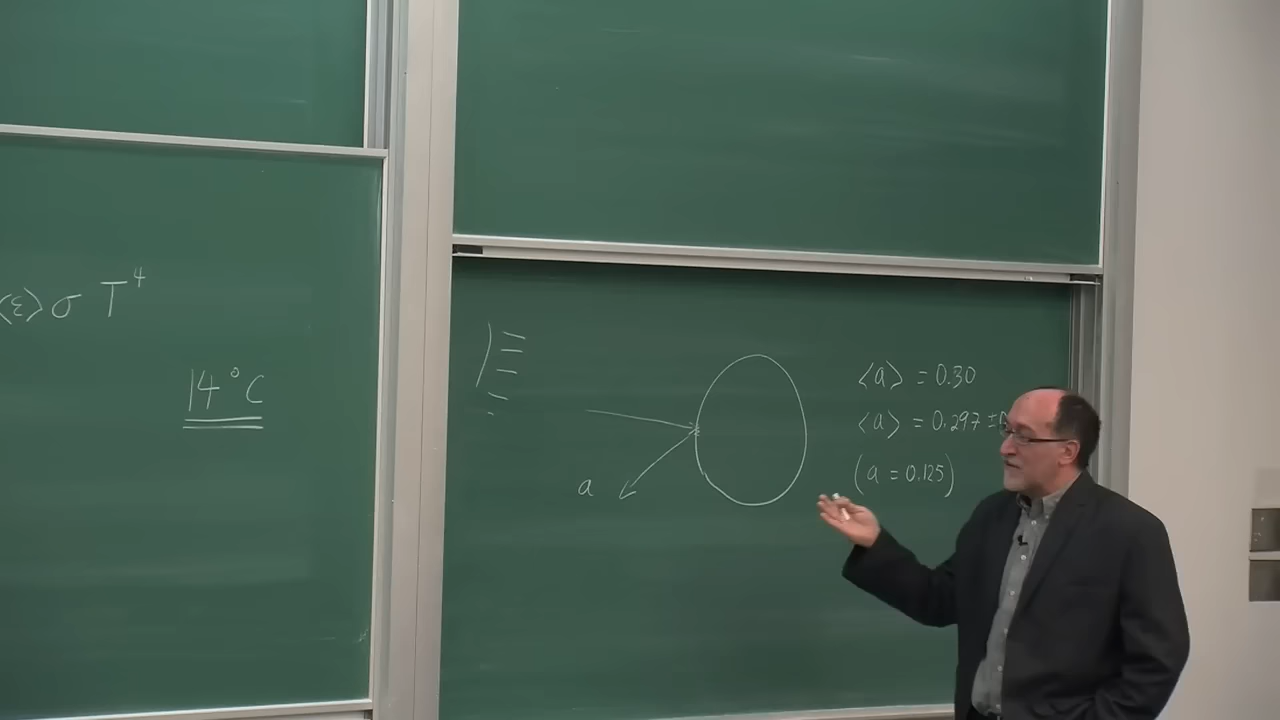 ⟨ε⟩ σ T⁴
14°C
a
⟨a⟩ = 0.30
⟨a⟩ = 0.297 ±
(a = 0.125)